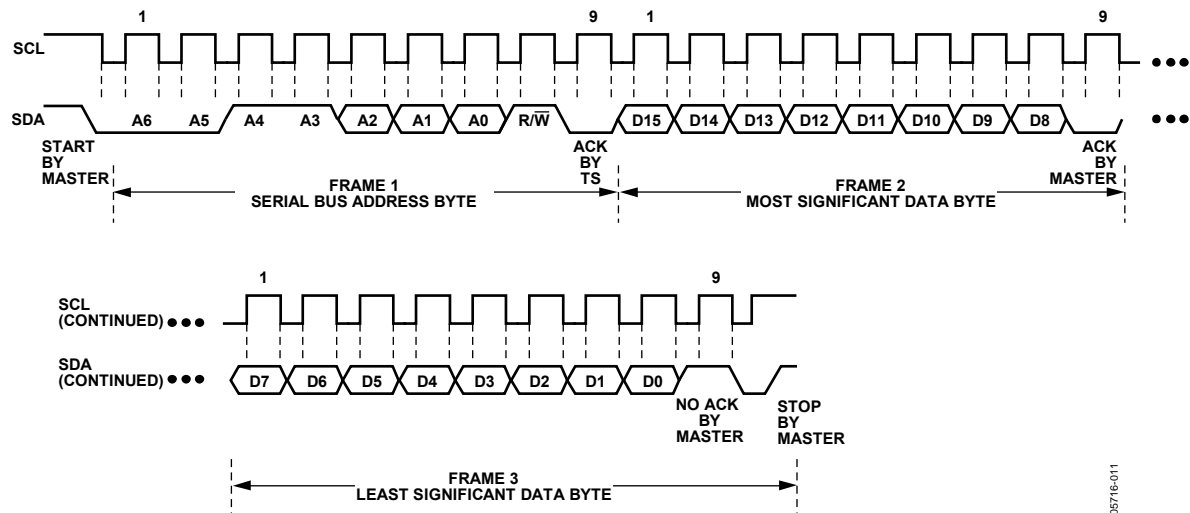 1 9 1 9
SCL
SDA A6 A5 A4 A3 A2 A1 A0 R/W̅ D15 D14 D13 D12 D11 D10 D9 D8
START
BY
MASTER
ACK
BY
TS
ACK
BY
MASTER
FRAME 1
SERIAL BUS ADDRESS BYTE
FRAME 2
MOST SIGNIFICANT DATA BYTE
1 9
SCL
(CONTINUED)
SDA
(CONTINUED)
D7 D6 D5 D4 D3 D2 D1 D0
NO ACK
BY
MASTER
STOP
BY
MASTER
FRAME 3
LEAST SIGNIFICANT DATA BYTE
05716-011